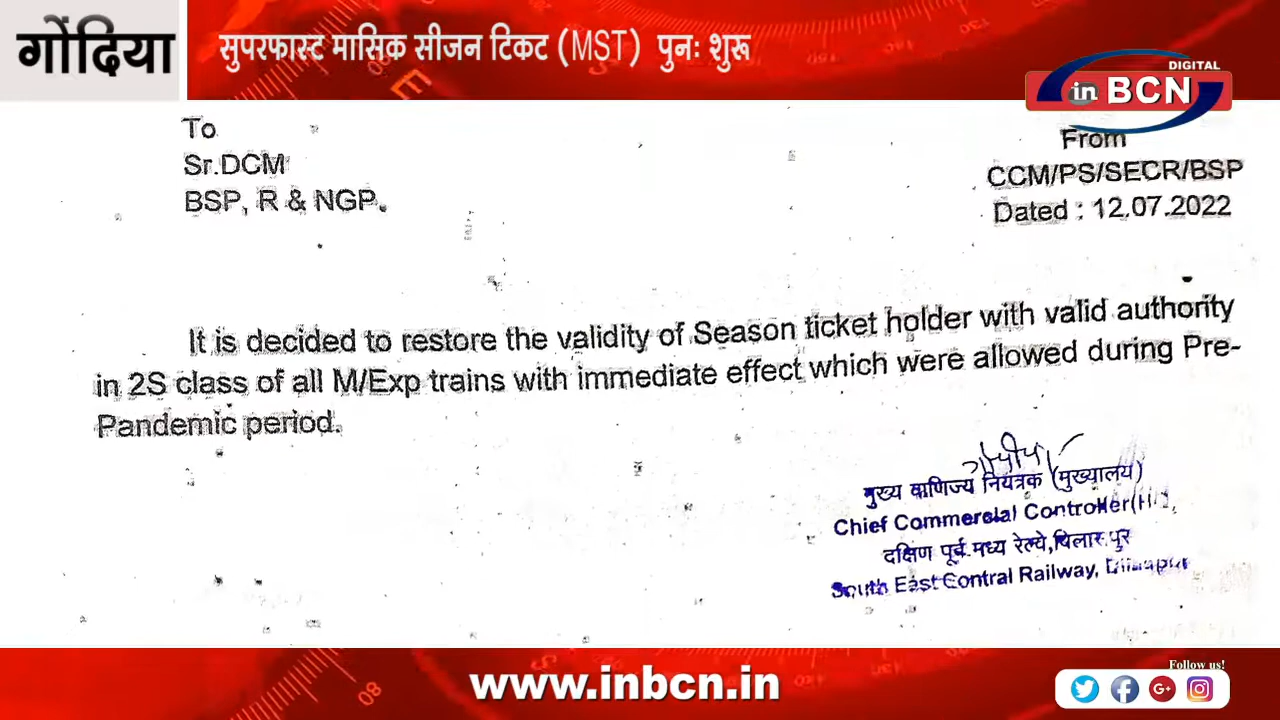 गोंदिया
सुपरफास्ट मासिक सीजन टिकट (MST) पुनः शुरू
DIGITAL
in BCN
To
Sr.DCM
BSP, R & NGP.
From
CCM/PS/SECR/BSP
Dated : 12.07.2022
It is decided to restore the validity of Season ticket holder with valid authority
in 2S class of all M/Exp trains with immediate effect which were allowed during Pre-
Pandemic period.
मुख्य वाणिज्य नियंत्रक (मुख्यालय)
Chief Commercial Controller
दक्षिण पूर्व मध्य रेल्वे,बिलासपुर
South East Central Railway,
www.inbcn.in
Follow us!